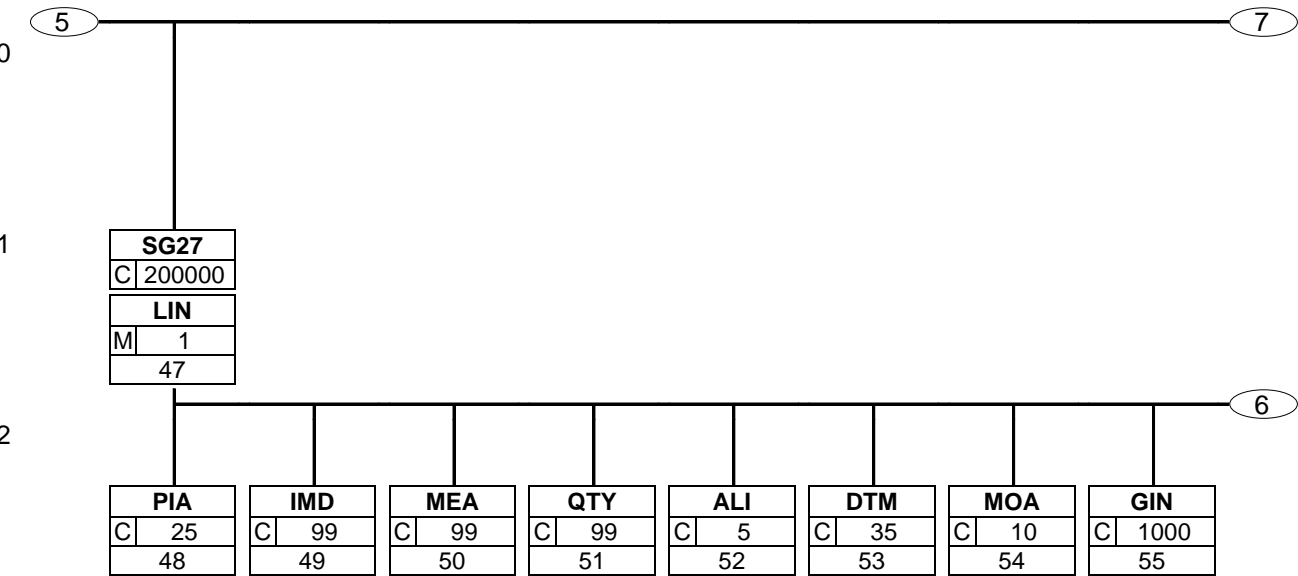 5 7
0
1
SG27
C 200000
LIN
M 1
47
6
2
PIA IMD MEA QTY ALI DTM MOA GIN
C 25 C 99 C 99 C 99 C 5 C 35 C 10 C 1000
48 49 50 51 52 53 54 55